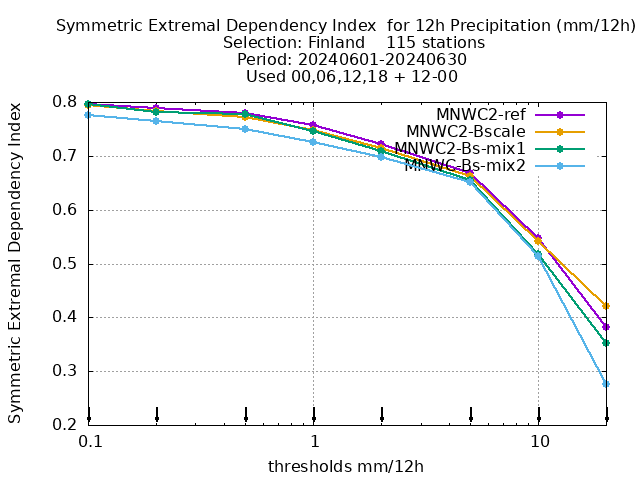 Symmetric Extremal Dependency Index  for 12h Precipitation (mm/12h)
Selection: Finland    115 stations
Period: 20240601-20240630
Used 00,06,12,18 + 12-00
Symmetric Extremal Dependency Index
0.8
0.7
0.6
0.5
0.4
0.3
0.2
MNWC2-ref
MNWC2-Bscale
MNWC2-Bs-mix1
MNWC-Bs-mix2
0.1
1
10
thresholds mm/12h